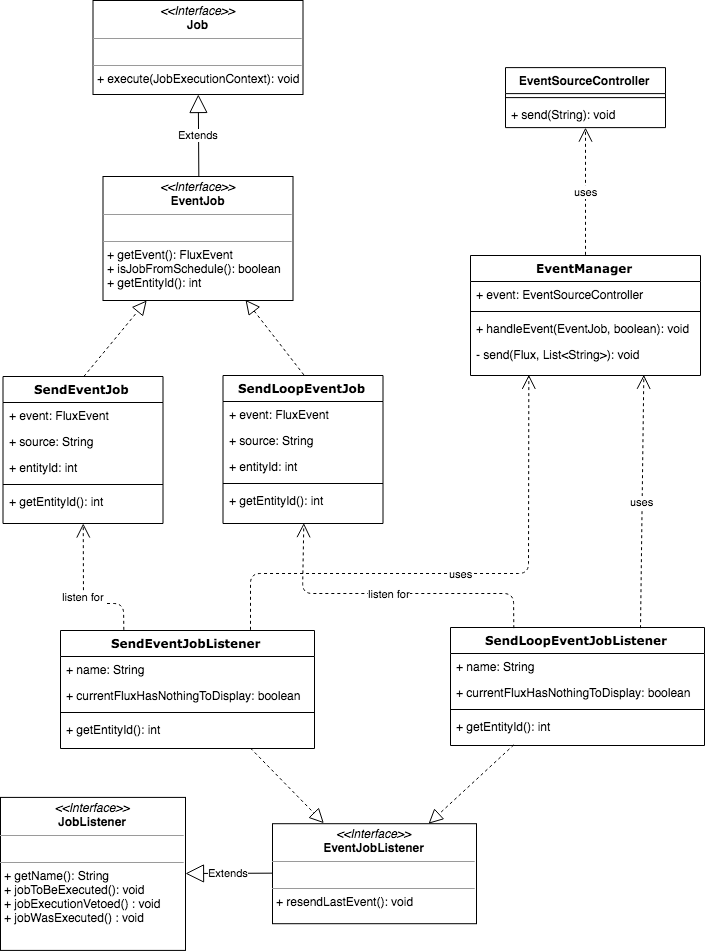 <<Interface>>
Job
+ execute(JobExecutionContext): void
Extends
EventSourceController
+ send(String): void
uses
<<Interface>>
EventJob
+ getEvent(): FluxEvent
+ isJobFromSchedule(): boolean
+ getEntityId(): int
EventManager
+ event: EventSourceController
+ handleEvent(EventJob, boolean): void
- send(Flux, List<String>): void
SendEventJob
+ event: FluxEvent
+ source: String
+ entityId: int
+ getEntityId(): int
SendLoopEventJob
+ event: FluxEvent
+ source: String
+ entityId: int
+ getEntityId(): int
uses
uses
listen for
listen for
SendEventJobListener
+ name: String
+ currentFluxHasNothingToDisplay: boolean
+ getEntityId(): int
SendLoopEventJobListener
+ name: String
+ currentFluxHasNothingToDisplay: boolean
+ getEntityId(): int
<<Interface>>
JobListener
+ getName(): String
+ jobToBeExecuted(): void
+ jobExecutionVetoed() : void
+ jobWasExecuted() : void
Extends
<<Interface>>
EventJobListener
+ resendLastEvent(): void